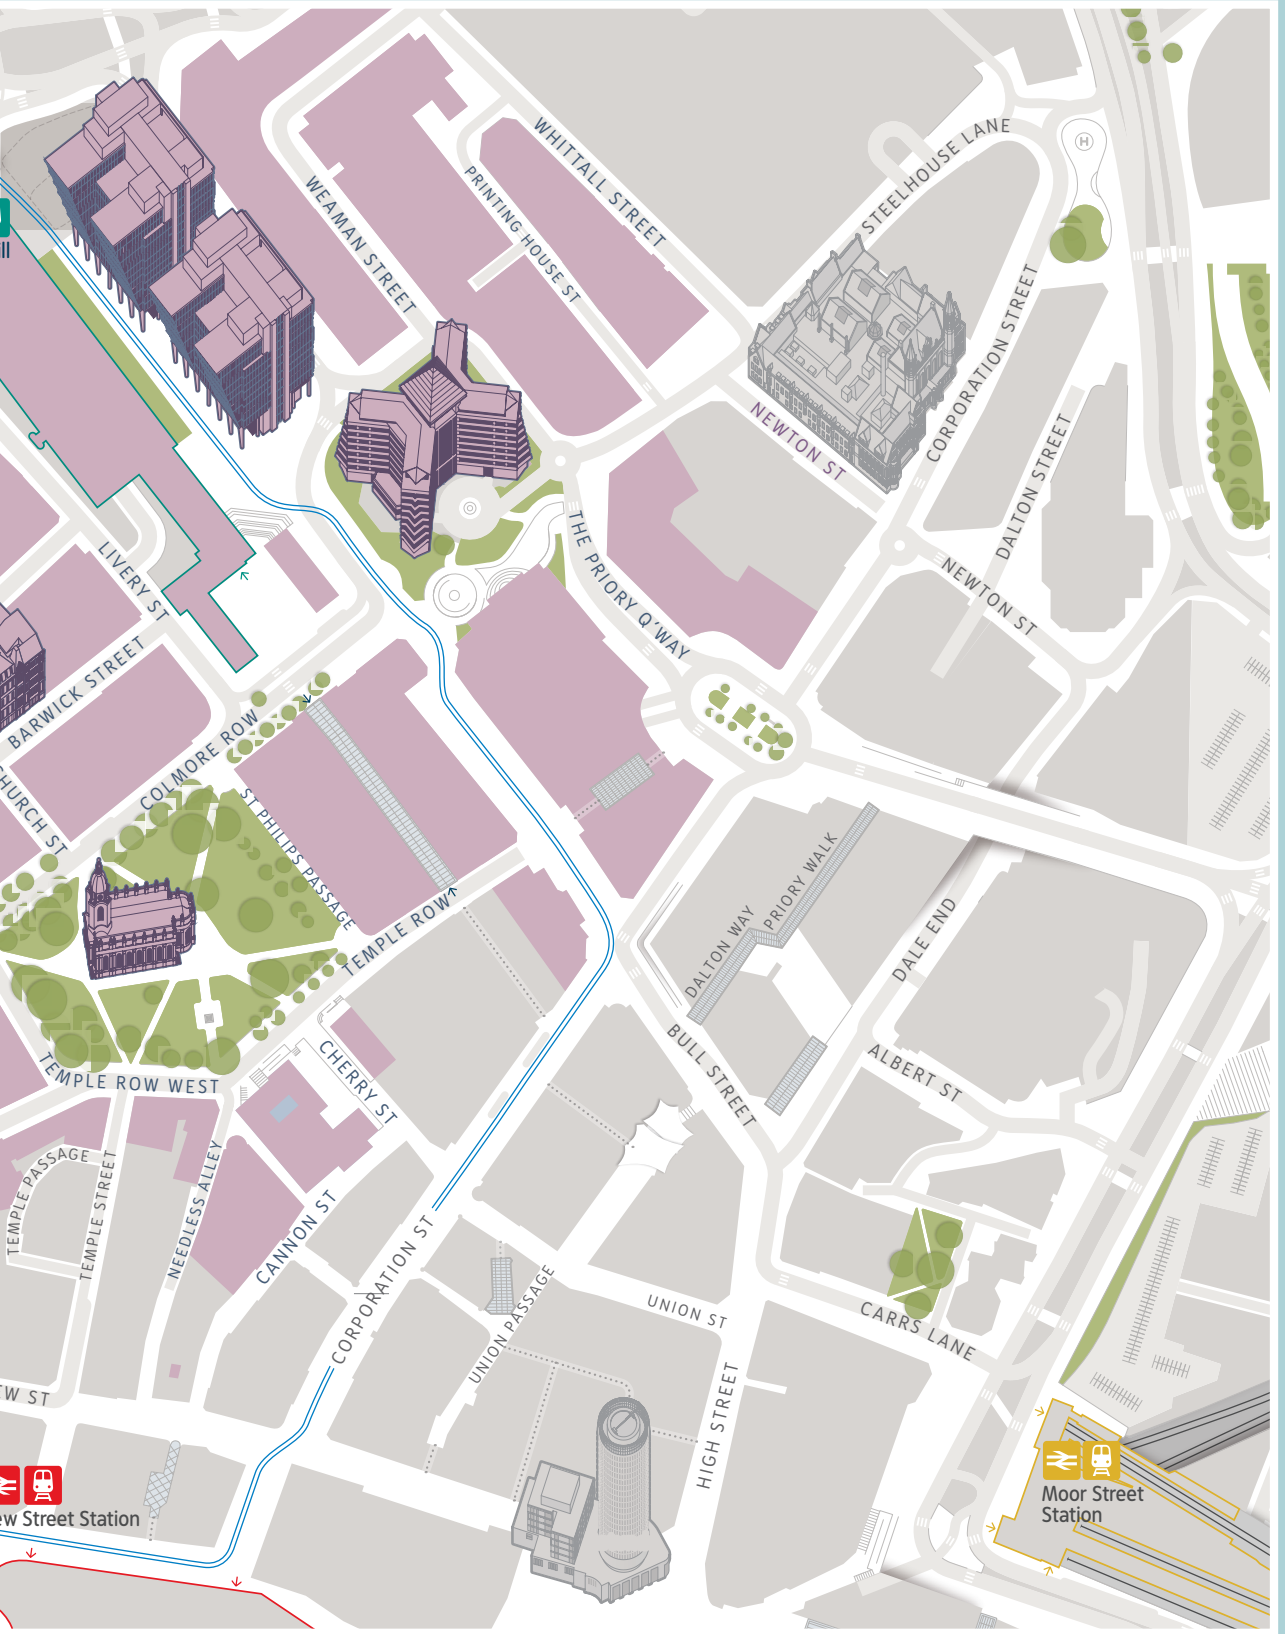 WHITTALL STREET
STEELHOUSE LANE
H
PRINTING HOUSE ST
WEAMAN STREET
ill
CORPORATION STREET
NEWTON ST
DALTON STREET
THE PRIORY Q'WAY
LIVERY ST
NEWTON ST
BARWICK STREET
COLMORE ROW
CHURCH ST
ST PHILIPS PASSAGE
PRIORY WALK
DALTON WAY
TEMPLE ROW
DALE END
BULL STREET
CHERRY ST
ALBERT ST
TEMPLE ROW WEST
TEMPLE PASSAGE
TEMPLE STREET
NEEDLESS ALLEY
CANNON ST
CORPORATION ST
UNION PASSAGE
UNION ST
CARRS LANE
HIGH STREET
EW ST
ew Street Station
Moor Street
Station